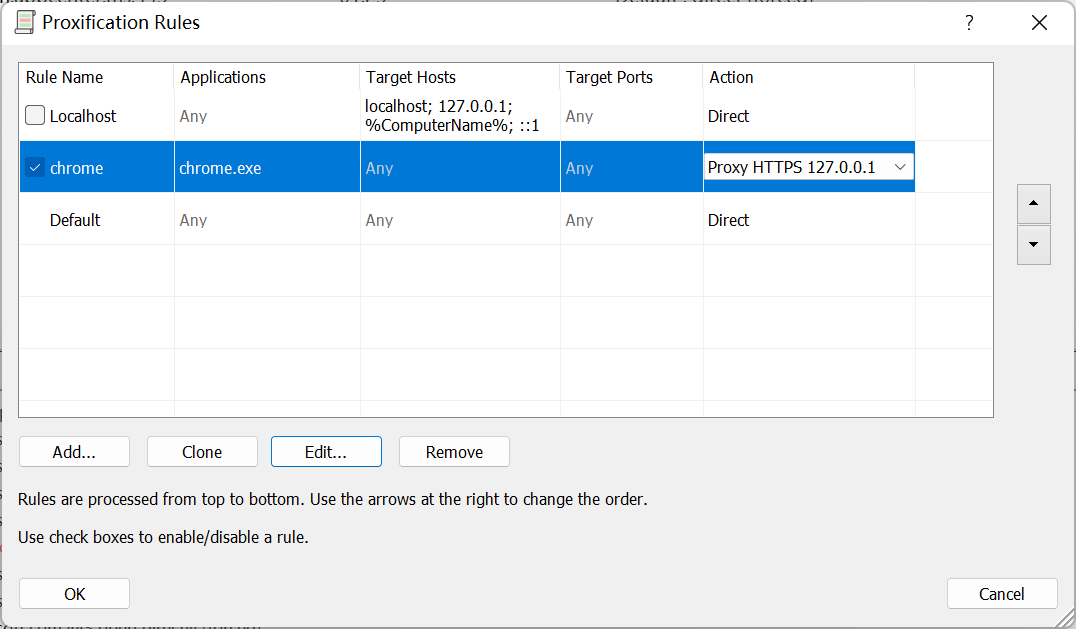 Proxification Rules
?
Rule Name Applications Target Hosts Target Ports Action
Localhost Any localhost; 127.0.0.1; %ComputerName%; ::1 Any Direct
chrome chrome.exe Any Any Proxy HTTPS 127.0.0.1
Default Any Any Any Direct
Add... Clone Edit... Remove
Rules are processed from top to bottom. Use the arrows at the right to change the order.
Use check boxes to enable/disable a rule.
OK Cancel